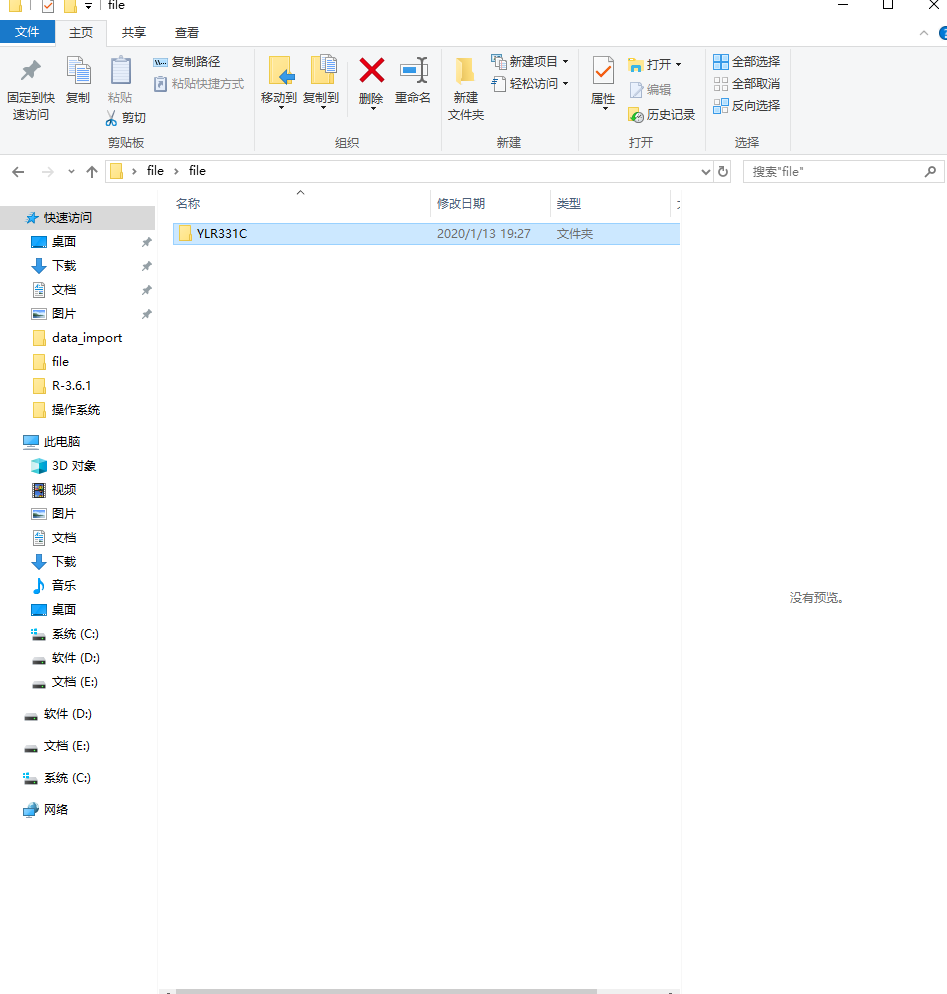 file
文件 主页 共享 查看
复制路径 新建项目 打开 全部选择
粘贴快捷方式 轻松访问 编辑 全部取消
固定到快速访问 复制 粘贴 移动到 复制到 删除 重命名 新建文件夹 属性 反向选择
剪切 历史记录
剪贴板 组织 新建 打开 选择
file file 搜索"file"
名称 修改日期 类型
YLR331C 2020/1/13 19:27 文件夹
快速访问
桌面
下载
文档
图片
data_import
file
R-3.6.1
操作系统
此电脑
3D 对象
视频
图片
文档
下载
音乐
桌面
系统 (C:)
软件 (D:)
文档 (E:)
软件 (D:)
文档 (E:)
系统 (C:)
网络
没有预览。